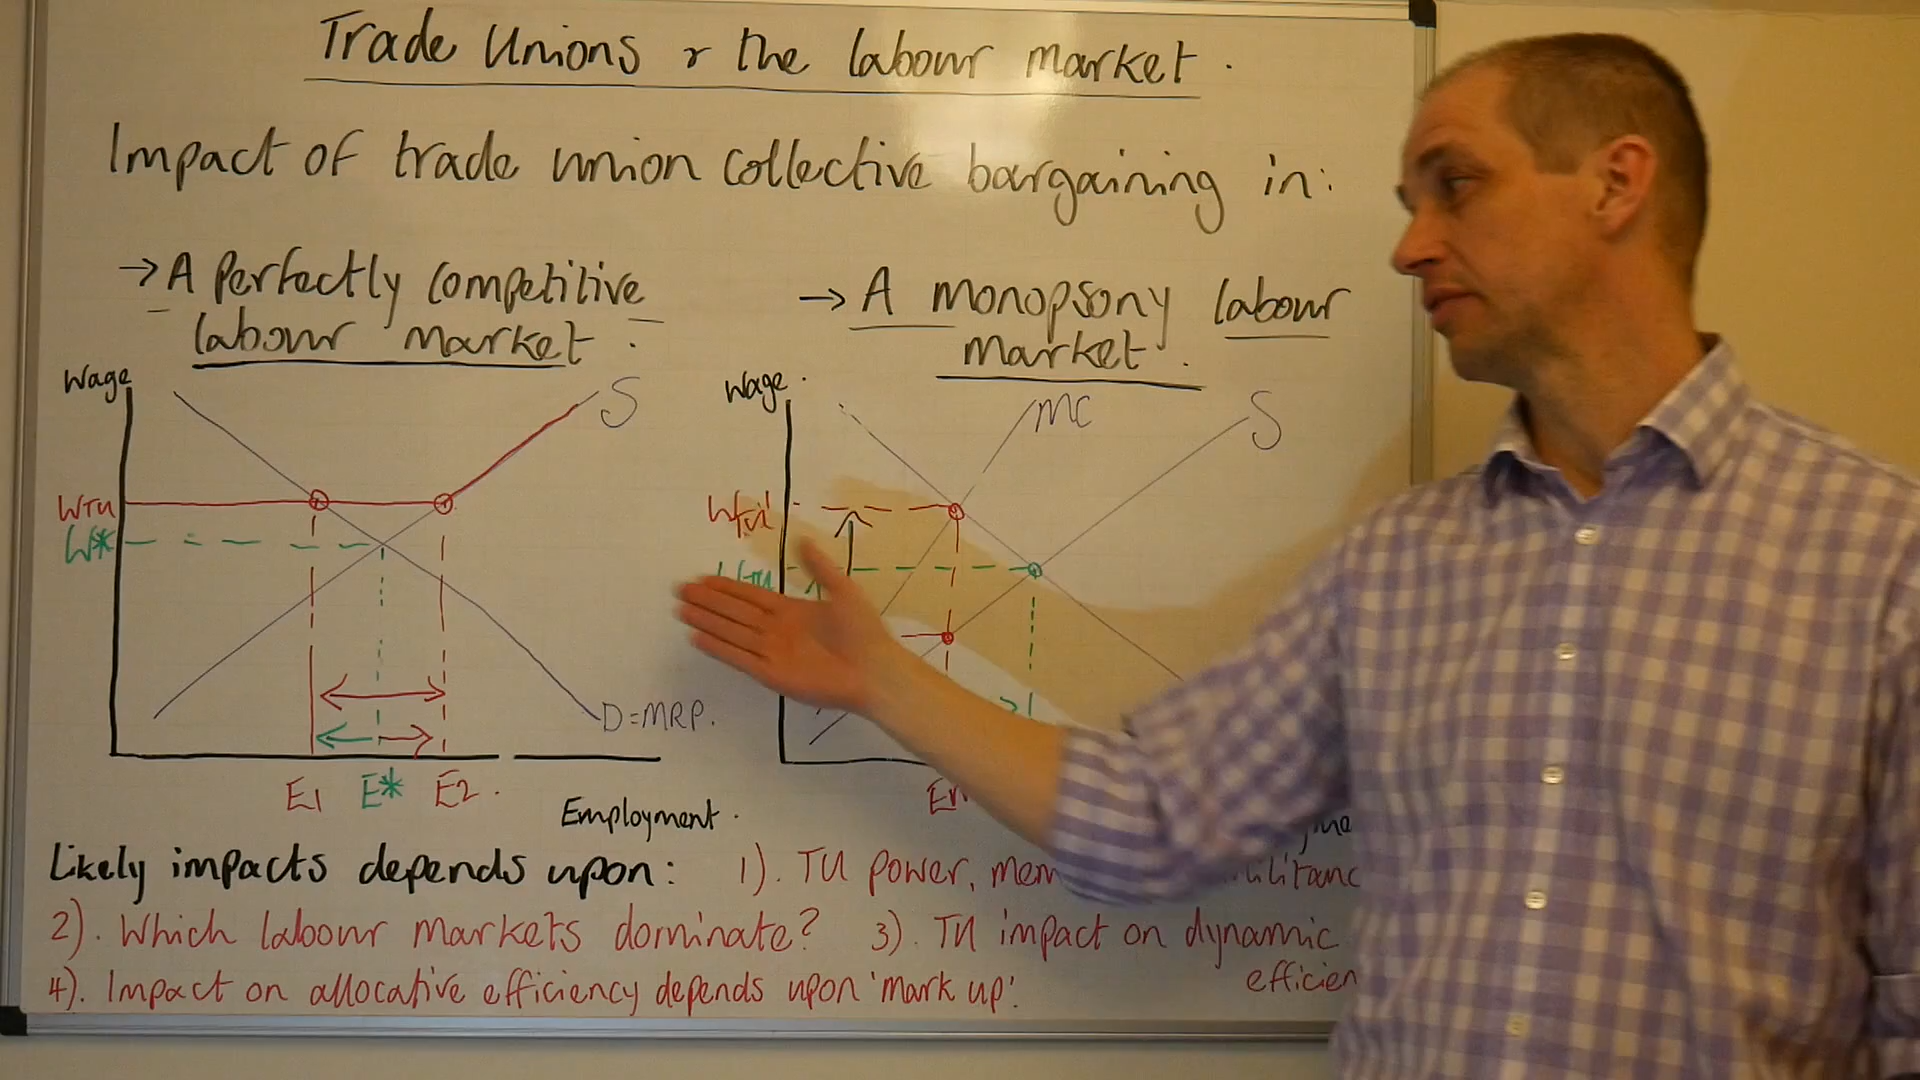 Trade Unions & the labour market.
Impact of trade union collective bargaining in:
→ A perfectly competitive labour market.
→ A monopsony labour market.
Wage
S
WTU
W*
D=MRP.
E1 E* E2.
Employment.
Wage.
MC
S
Likely impacts depends upon: 1). TU power,
2). Which labour markets dominate? 3). TU impact on dynamic
4). Impact on allocative efficiency depends upon 'mark up'.